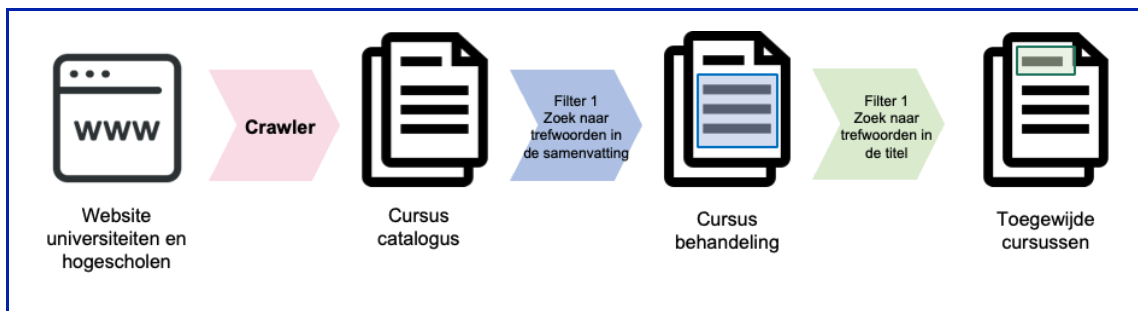 www
Website
universiteiten en
hogescholen
Crawler
Cursus
catalogus
Filter 1
Zoek naar
trefwoorden in
de samenvatting
Cursus
behandeling
Filter 1
Zoek naar
trefwoorden in
de titel
Toegewijde
cursussen